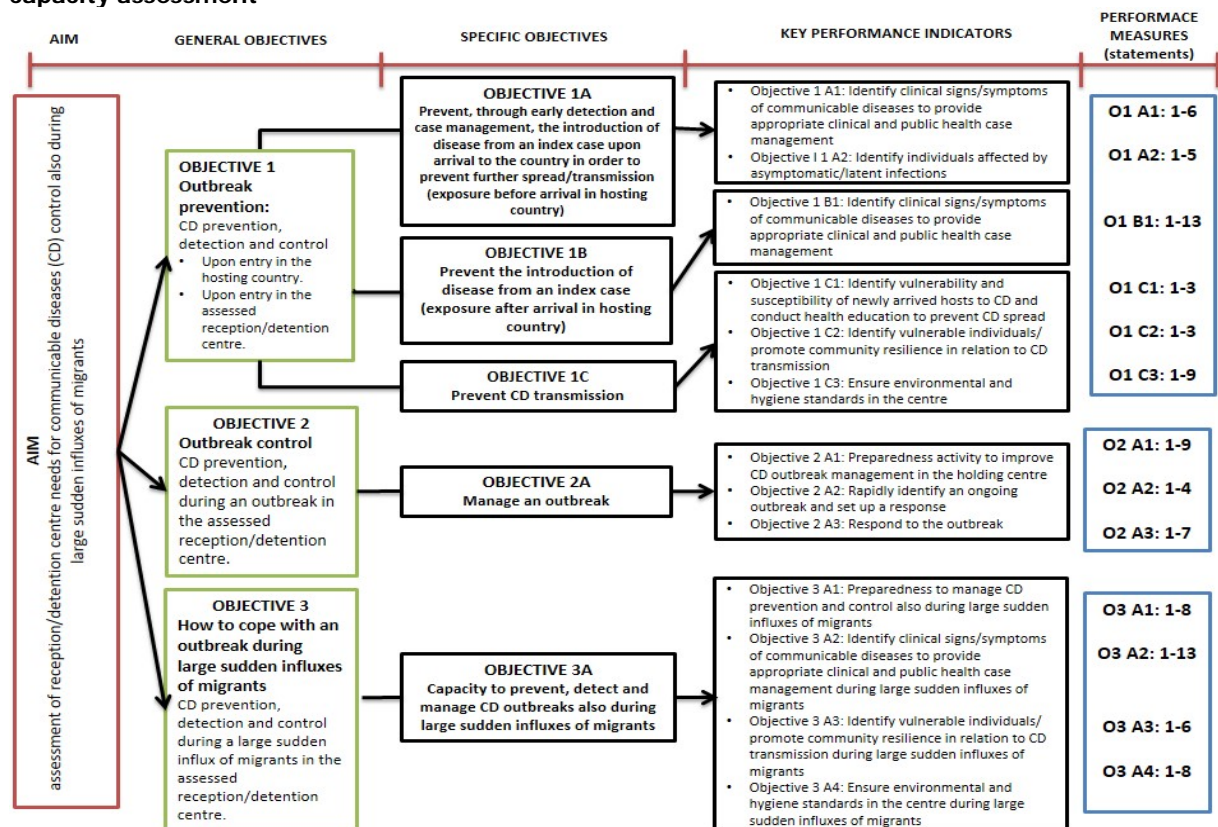 capacity assessment
AIM
GENERAL OBJECTIVES
SPECIFIC OBJECTIVES
KEY PERFORMANCE INDICATORS
PERFORMACE
MEASURES
(statements)
AIM
assessment of reception/detention centre needs for communicable diseases (CD) control also during
large sudden influxes of migrants
OBJECTIVE 1
Outbreak
prevention:
CD prevention,
detection and control
• Upon entry in the
hosting country.
• Upon entry in the
assessed
reception/detention
centre.
OBJECTIVE 1A
Prevent, through early detection and
case management, the introduction of
disease from an index case upon
arrival to the country in order to
prevent further spread/transmission
(exposure before arrival in hosting
country)
• Objective 1 A1: Identify clinical signs/symptoms
of communicable diseases to provide
appropriate clinical and public health case
management
• Objective I 1 A2: Identify individuals affected by
asymptomatic/latent infections
O1 A1: 1-6
O1 A2: 1-5
OBJECTIVE 1B
Prevent the introduction of
disease from an index case
(exposure after arrival in hosting
country)
• Objective 1 B1: Identify clinical signs/symptoms
of communicable diseases to provide
appropriate clinical and public health case
management
O1 B1: 1-13
OBJECTIVE 1C
Prevent CD transmission
• Objective 1 C1: Identify vulnerability and
susceptibility of newly arrived hosts to CD and
conduct health education to prevent CD spread
• Objective 1 C2: Identify vulnerable individuals/
promote community resilience in relation to CD
transmission
• Objective 1 C3: Ensure environmental and
hygiene standards in the centre
O1 C1: 1-3
O1 C2: 1-3
O1 C3: 1-9
OBJECTIVE 2
Outbreak control
CD prevention,
detection and control
during an outbreak in
the assessed
reception/detention
centre.
OBJECTIVE 2A
Manage an outbreak
• Objective 2 A1: Preparedness activity to improve
CD outbreak management in the holding centre
• Objective 2 A2: Rapidly identify an ongoing
outbreak and set up a response
• Objective 2 A3: Respond to the outbreak
O2 A1: 1-9
O2 A2: 1-4
O2 A3: 1-7
OBJECTIVE 3
How to cope with an
outbreak during
large sudden influxes
of migrants
CD prevention,
detection and control
during a large sudden
influx of migrants in the
assessed
reception/detention
centre.
OBJECTIVE 3A
Capacity to prevent, detect and
manage CD outbreaks also during
large sudden influxes of migrants
• Objective 3 A1: Preparedness to manage CD
prevention and control also during large sudden
influxes of migrants
• Objective 3 A2: Identify clinical signs/symptoms
of communicable diseases to provide
appropriate clinical and public health case
management during large sudden influxes of
migrants
• Objective 3 A3: Identify vulnerable individuals/
promote community resilience in relation to CD
transmission during large sudden influxes of
migrants
• Objective 3 A4: Ensure environmental and
hygiene standards in the centre during large
sudden influxes of migrants
O3 A1: 1-8
O3 A2: 1-13
O3 A3: 1-6
O3 A4: 1-8